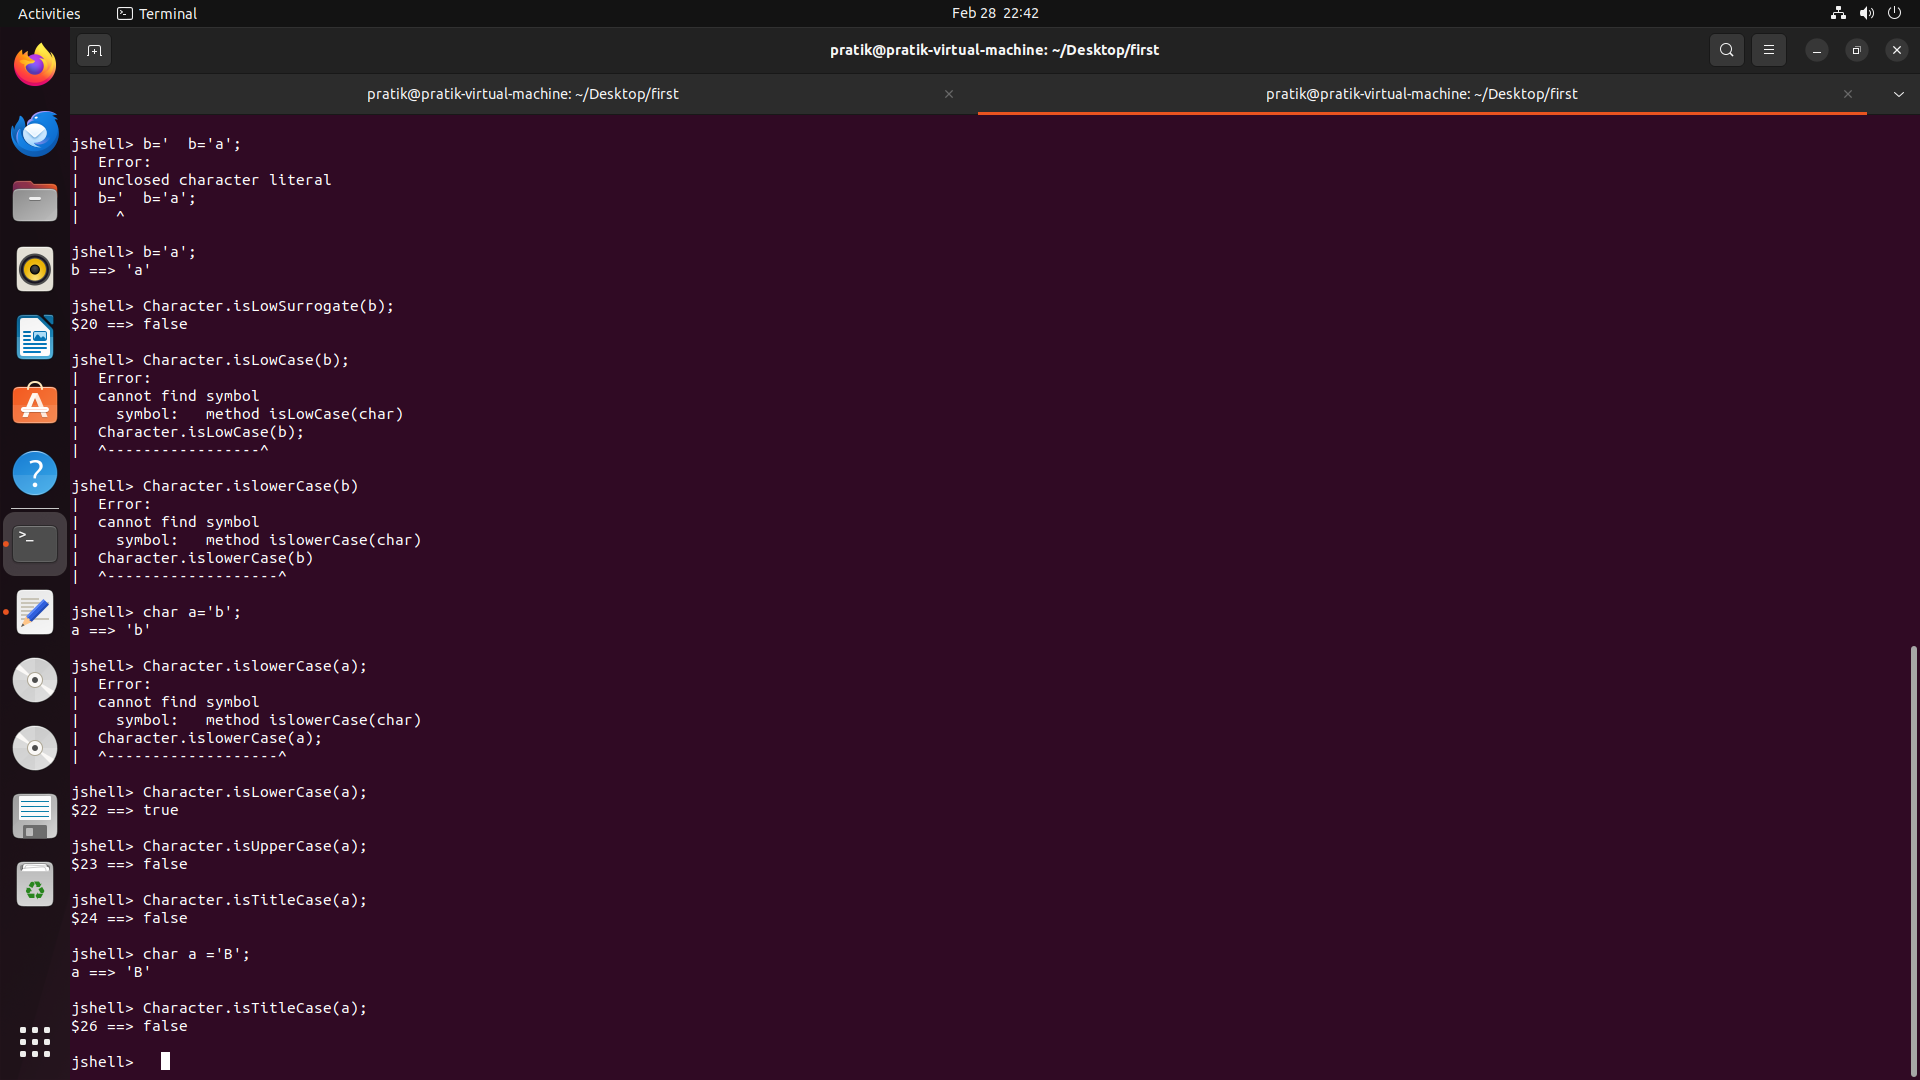 Activities
Terminal
Feb 28 22:42
pratik@pratik-virtual-machine: ~/Desktop/first
pratik@pratik-virtual-machine: ~/Desktop/first
pratik@pratik-virtual-machine: ~/Desktop/first
jshell> b='  b='a';
|  Error:
|  unclosed character literal
|  b='  b='a';
|    ^
jshell> b='a';
b ==> 'a'
jshell> Character.isLowSurrogate(b);
$20 ==> false
jshell> Character.isLowCase(b);
|  Error:
|  cannot find symbol
|    symbol:   method isLowCase(char)
|  Character.isLowCase(b);
|  ^-----------------^
jshell> Character.islowerCase(b)
|  Error:
|  cannot find symbol
|    symbol:   method islowerCase(char)
|  Character.islowerCase(b)
|  ^-------------------^
jshell> char a='b';
a ==> 'b'
jshell> Character.islowerCase(a);
|  Error:
|  cannot find symbol
|    symbol:   method islowerCase(char)
|  Character.islowerCase(a);
|  ^-------------------^
jshell> Character.isLowerCase(a);
$22 ==> true
jshell> Character.isUpperCase(a);
$23 ==> false
jshell> Character.isTitleCase(a);
$24 ==> false
jshell> char a ='B';
a ==> 'B'
jshell> Character.isTitleCase(a);
$26 ==> false
jshell>